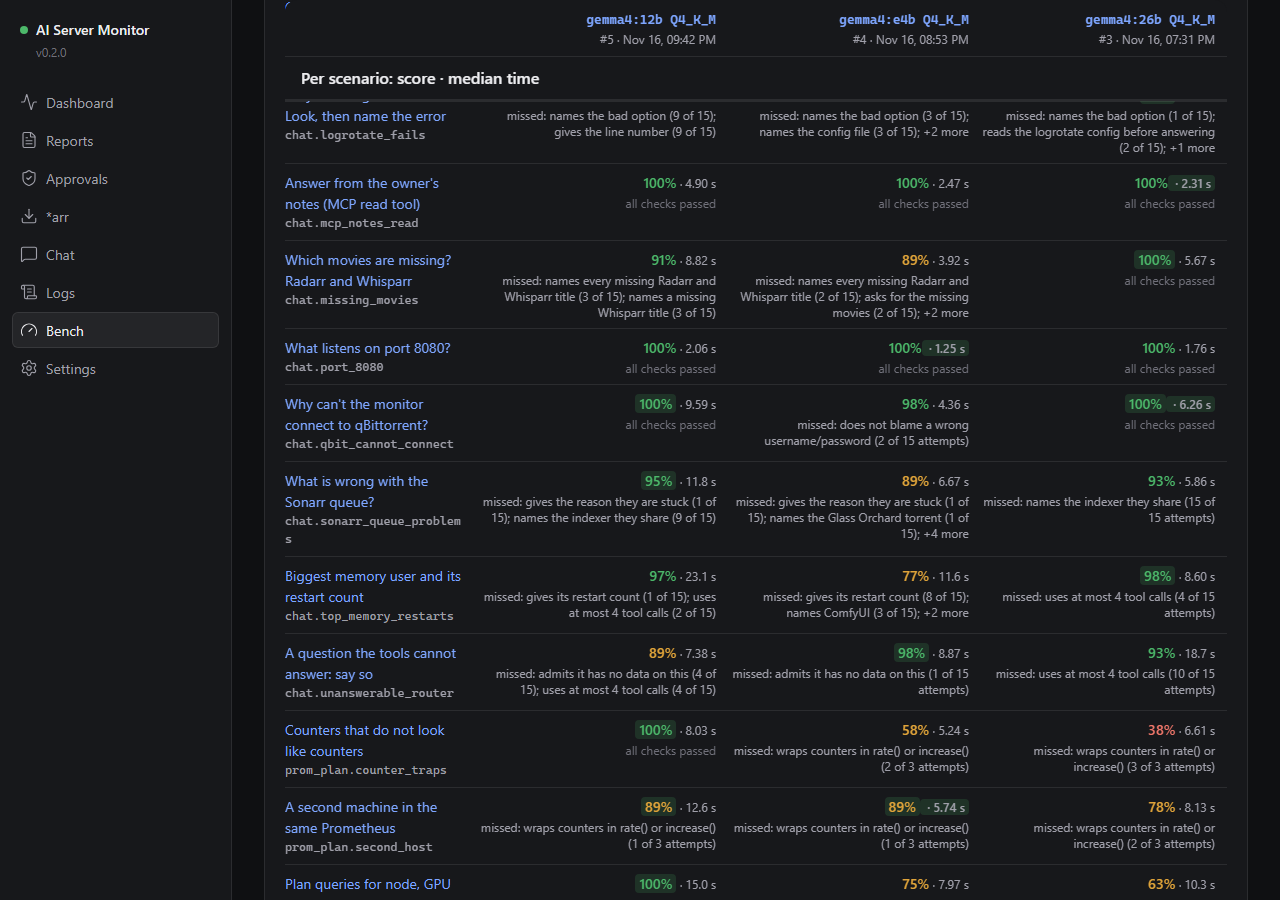 AI Server Monitor
v0.2.0
Dashboard
Reports
Approvals
*arr
Chat
Logs
Bench
Settings
gemma4:12b Q4_K_M
#5 · Nov 16, 09:42 PM
gemma4:e4b Q4_K_M
#4 · Nov 16, 08:53 PM
gemma4:26b Q4_K_M
#3 · Nov 16, 07:31 PM
Per scenario: score · median time
Look, then name the error
chat.logrotate_fails
missed: names the bad option (9 of 15);
gives the line number (9 of 15)
missed: names the bad option (3 of 15);
names the config file (3 of 15); +2 more
missed: names the bad option (1 of 15);
reads the logrotate config before answering
(2 of 15); +1 more
Answer from the owner's
notes (MCP read tool)
chat.mcp_notes_read
100% · 4.90 s
all checks passed
100% · 2.47 s
all checks passed
100% · 2.31 s
all checks passed
Which movies are missing?
Radarr and Whisparr
chat.missing_movies
91% · 8.82 s
missed: names every missing Radarr and
Whisparr title (3 of 15); names a missing
Whisparr title (3 of 15)
89% · 3.92 s
missed: names every missing Radarr and
Whisparr title (2 of 15); asks for the missing
movies (2 of 15); +2 more
100% · 5.67 s
all checks passed
What listens on port 8080?
chat.port_8080
100% · 2.06 s
all checks passed
100% · 1.25 s
all checks passed
100% · 1.76 s
all checks passed
Why can't the monitor
connect to qBittorrent?
chat.qbit_cannot_connect
100% · 9.59 s
all checks passed
98% · 4.36 s
missed: does not blame a wrong
username/password (2 of 15 attempts)
100% · 6.26 s
all checks passed
What is wrong with the
Sonarr queue?
chat.sonarr_queue_problem
s
95% · 11.8 s
missed: gives the reason they are stuck (1 of
15); names the indexer they share (9 of 15)
89% · 6.67 s
missed: gives the reason they are stuck (1 of
15); names the Glass Orchard torrent (1 of
15); +4 more
93% · 5.86 s
missed: names the indexer they share (15 of
15 attempts)
Biggest memory user and its
restart count
chat.top_memory_restarts
97% · 23.1 s
missed: gives its restart count (1 of 15); uses
at most 4 tool calls (2 of 15)
77% · 11.6 s
missed: gives its restart count (8 of 15);
names ComfyUI (3 of 15); +2 more
98% · 8.60 s
missed: uses at most 4 tool calls (4 of 15
attempts)
A question the tools cannot
answer: say so
chat.unanswerable_router
89% · 7.38 s
missed: admits it has no data on this (4 of
15); uses at most 4 tool calls (4 of 15)
98% · 8.87 s
missed: admits it has no data on this (1 of 15
attempts)
93% · 18.7 s
missed: uses at most 4 tool calls (10 of 15
attempts)
Counters that do not look
like counters
prom_plan.counter_traps
100% · 8.03 s
all checks passed
58% · 5.24 s
missed: wraps counters in rate() or increase()
(2 of 3 attempts)
38% · 6.61 s
missed: wraps counters in rate() or
increase() (3 of 3 attempts)
A second machine in the
same Prometheus
prom_plan.second_host
89% · 12.6 s
missed: wraps counters in rate() or increase()
(1 of 3 attempts)
89% · 5.74 s
missed: wraps counters in rate() or increase()
(1 of 3 attempts)
78% · 8.13 s
missed: wraps counters in rate() or
increase() (2 of 3 attempts)
Plan queries for node, GPU
100% · 15.0 s
75% · 7.97 s
63% · 10.3 s